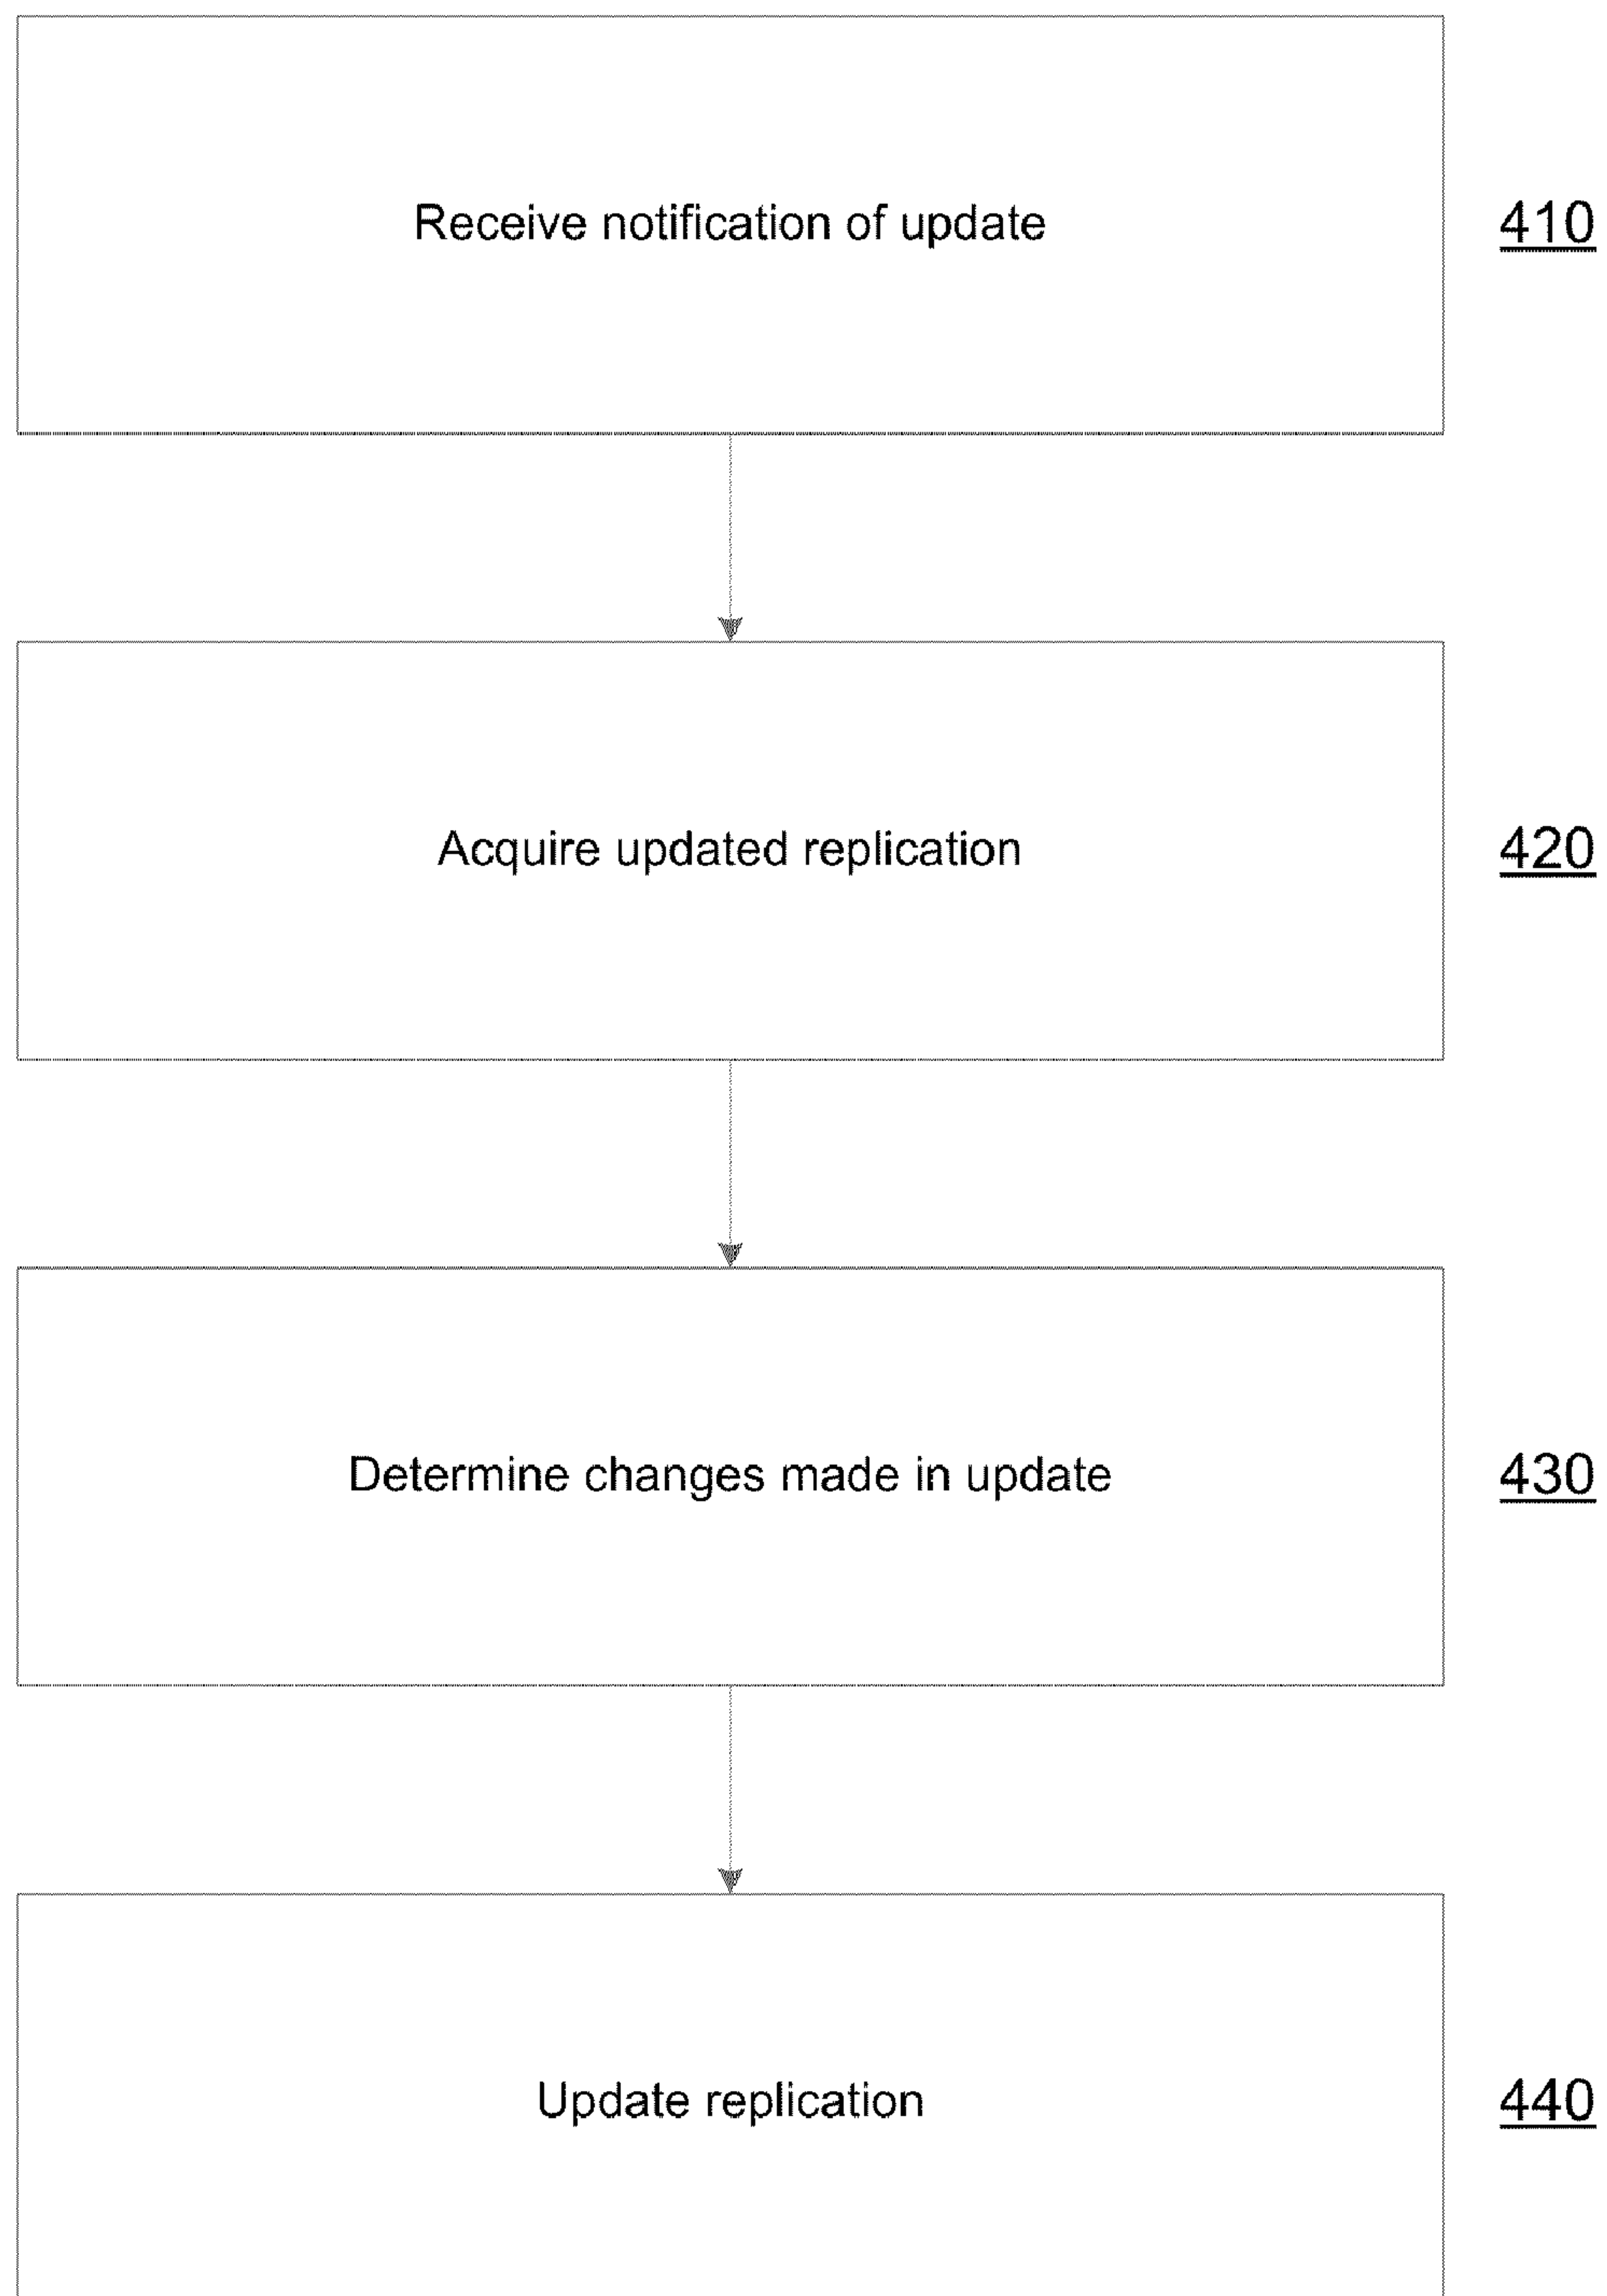 Receive notification of update
410
Acquire updated replication
420
Determine changes made in update
430
Update replication
440